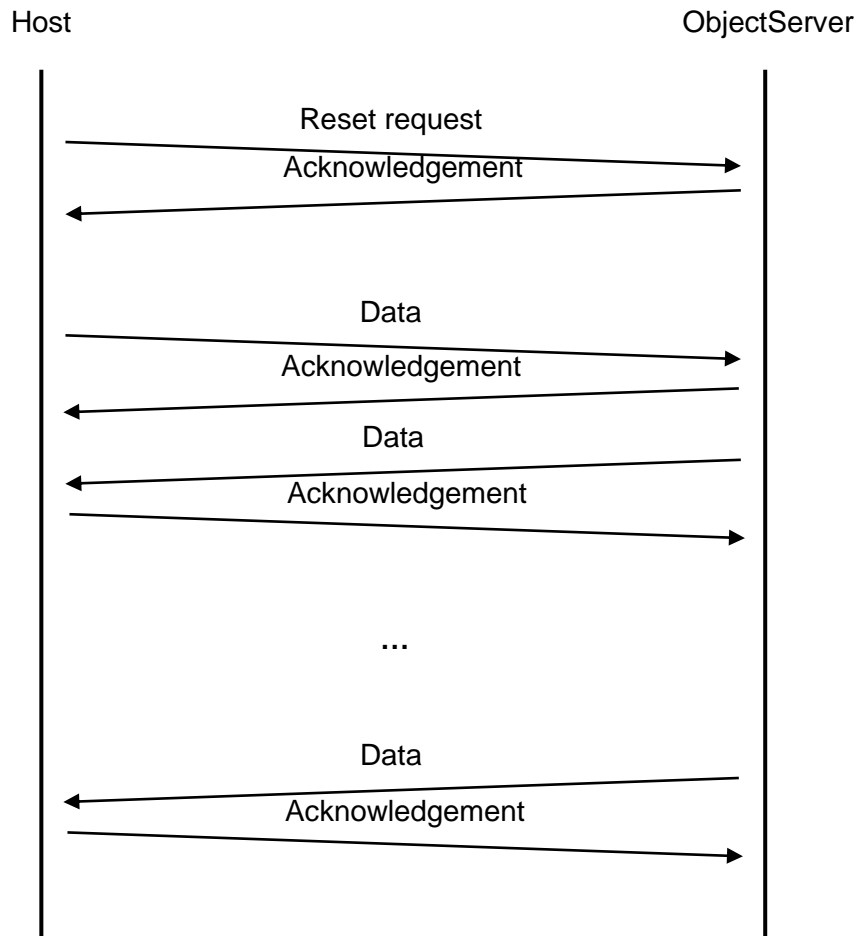 Host
ObjectServer
Reset request
Acknowledgement
Data
Acknowledgement
Data
Acknowledgement
...
Data
Acknowledgement